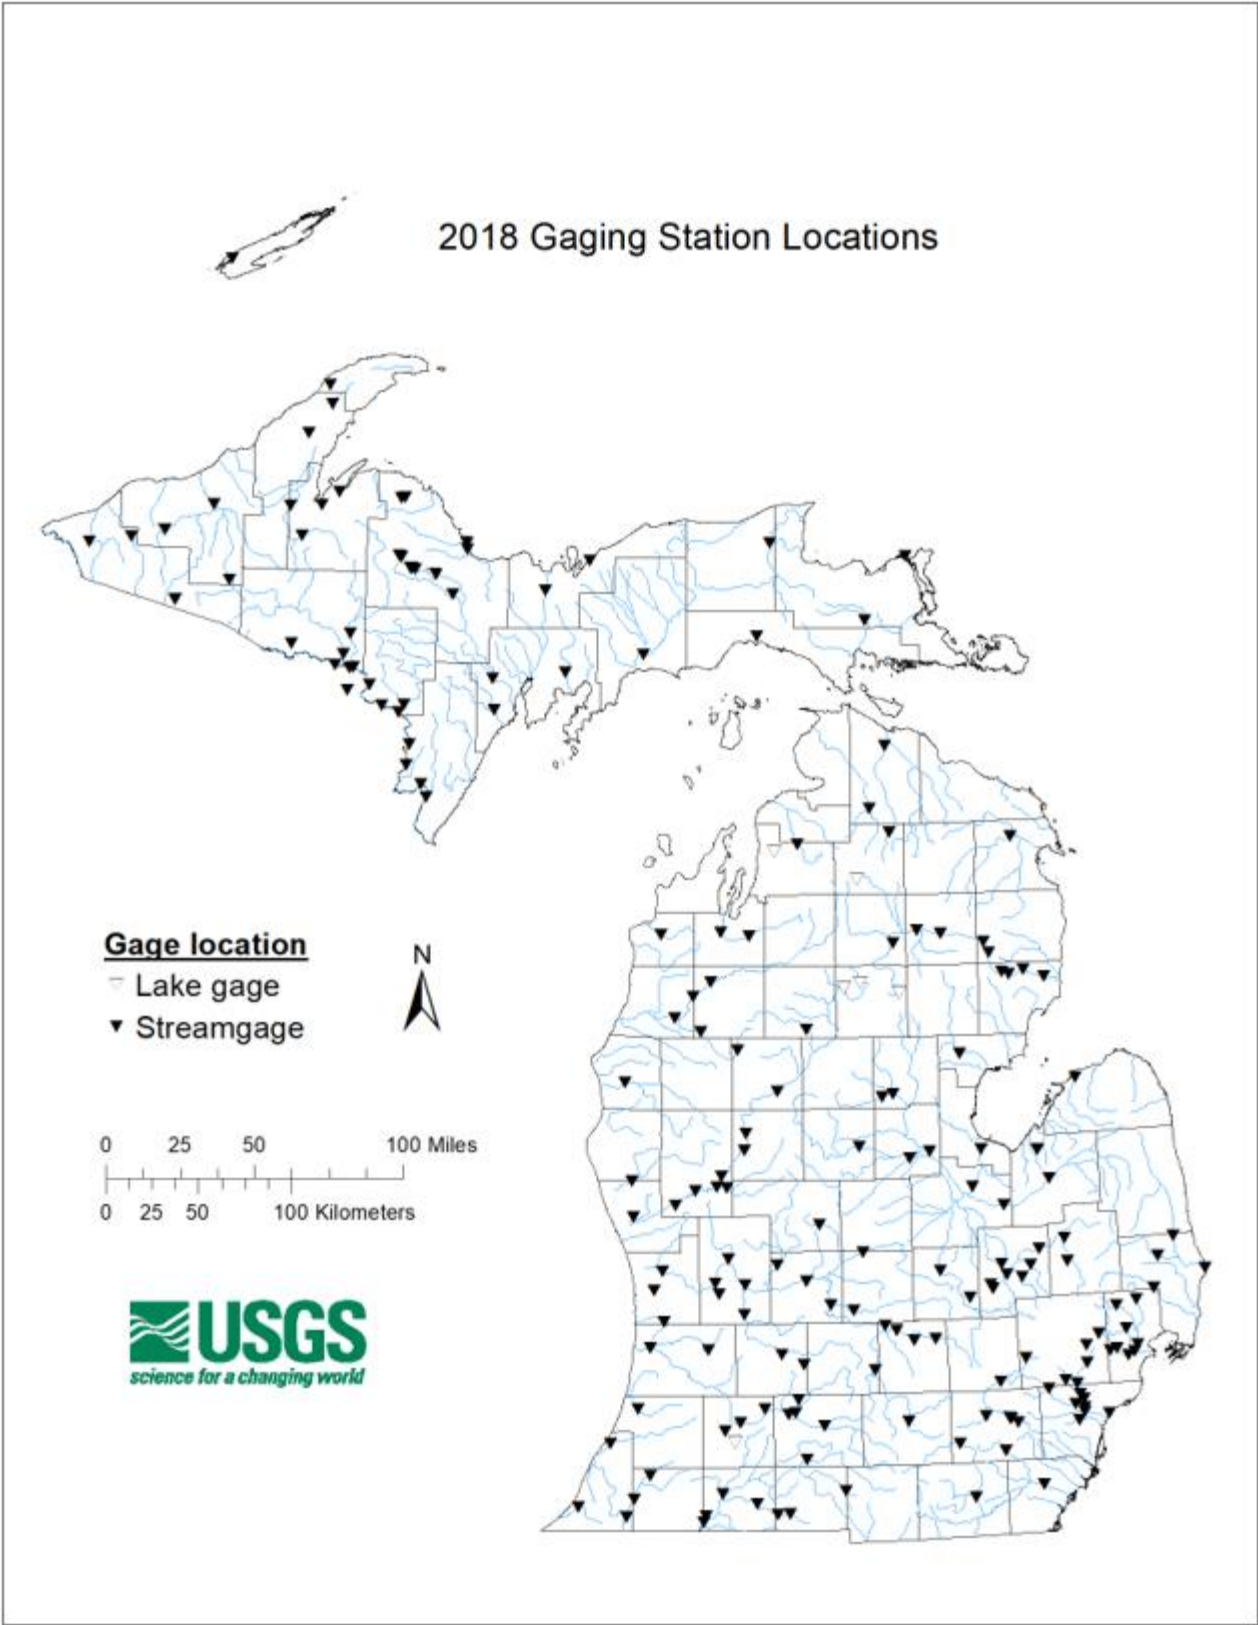 2018 Gaging Station Locations
Gage location
Lake gage
Streamgage
N
0 25 50 100 Miles
0 25 50 100 Kilometers
USGS
science for a changing world